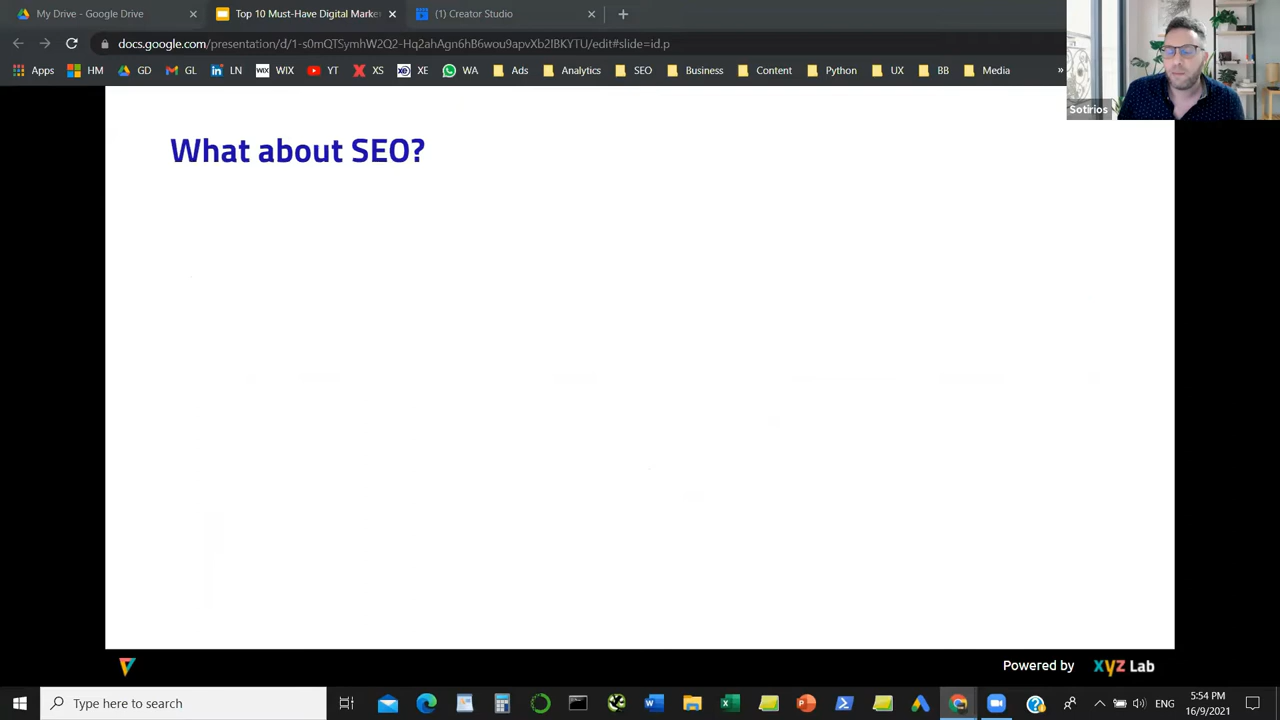 My Drive - Google Drive
Top 10 Must-Have Digital Marke
(1) Creator Studio
docs.google.com/presentation/d/1-s0mQTSymhW2Q2-Hq2ahAgn6hB6wou9apvXb2IBKYTU/edit#slide=id.p
Apps HM GD GL LN WIX WIX YT XS XE WA Ads Analytics SEO Business Content Python UX BB Media »
Sotirios
What about SEO?
Powered by XYZ Lab
Type here to search
ENG
5:54 PM
16/9/2021